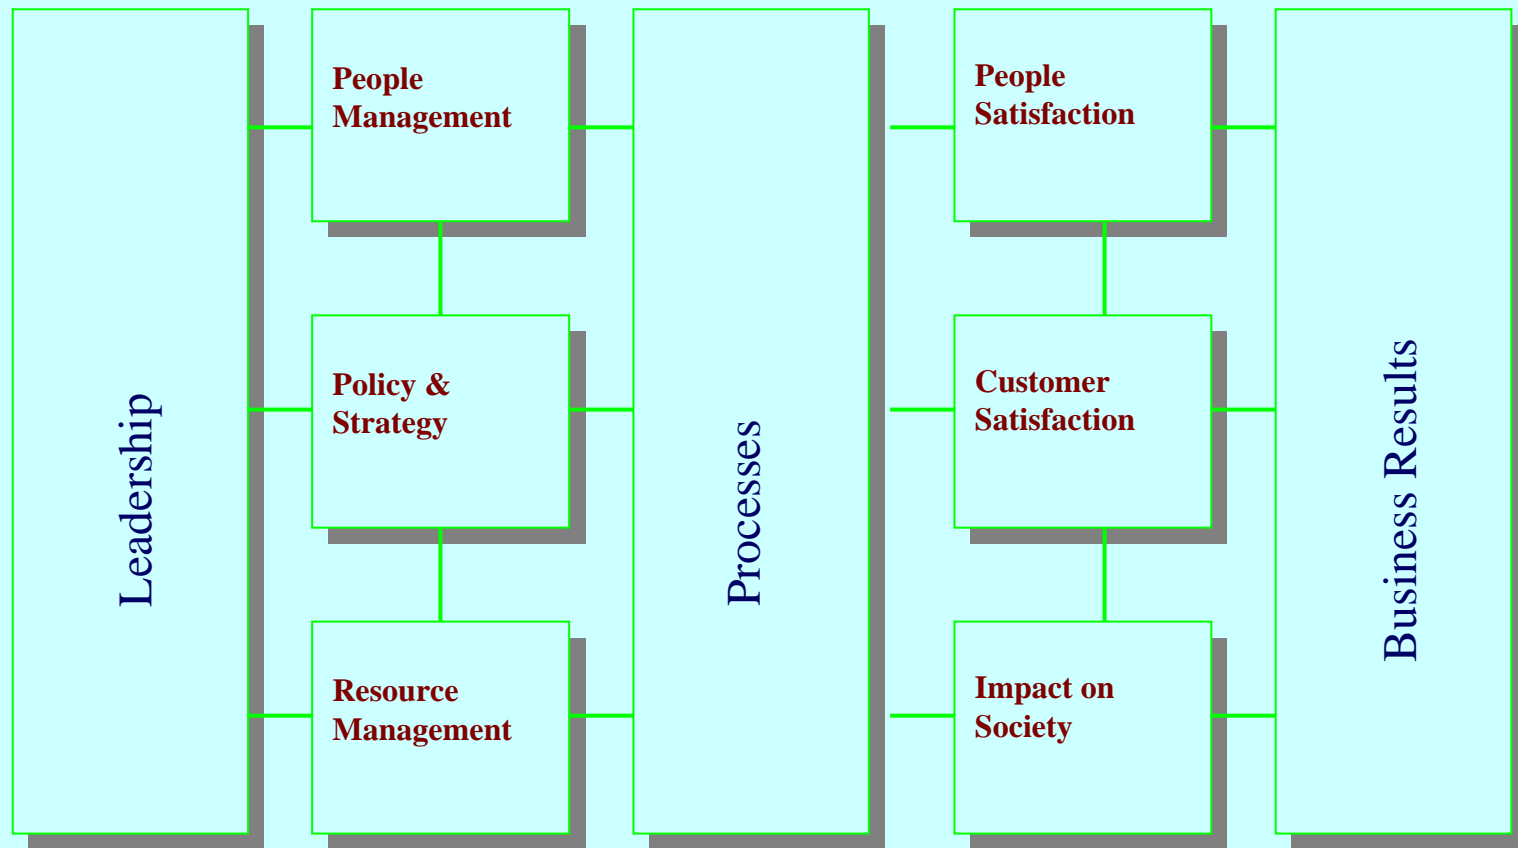 Leadership
People
Management
Policy &
Strategy
Resource
Management
Processes
People
Satisfaction
Customer
Satisfaction
Impact on
Society
Business Results